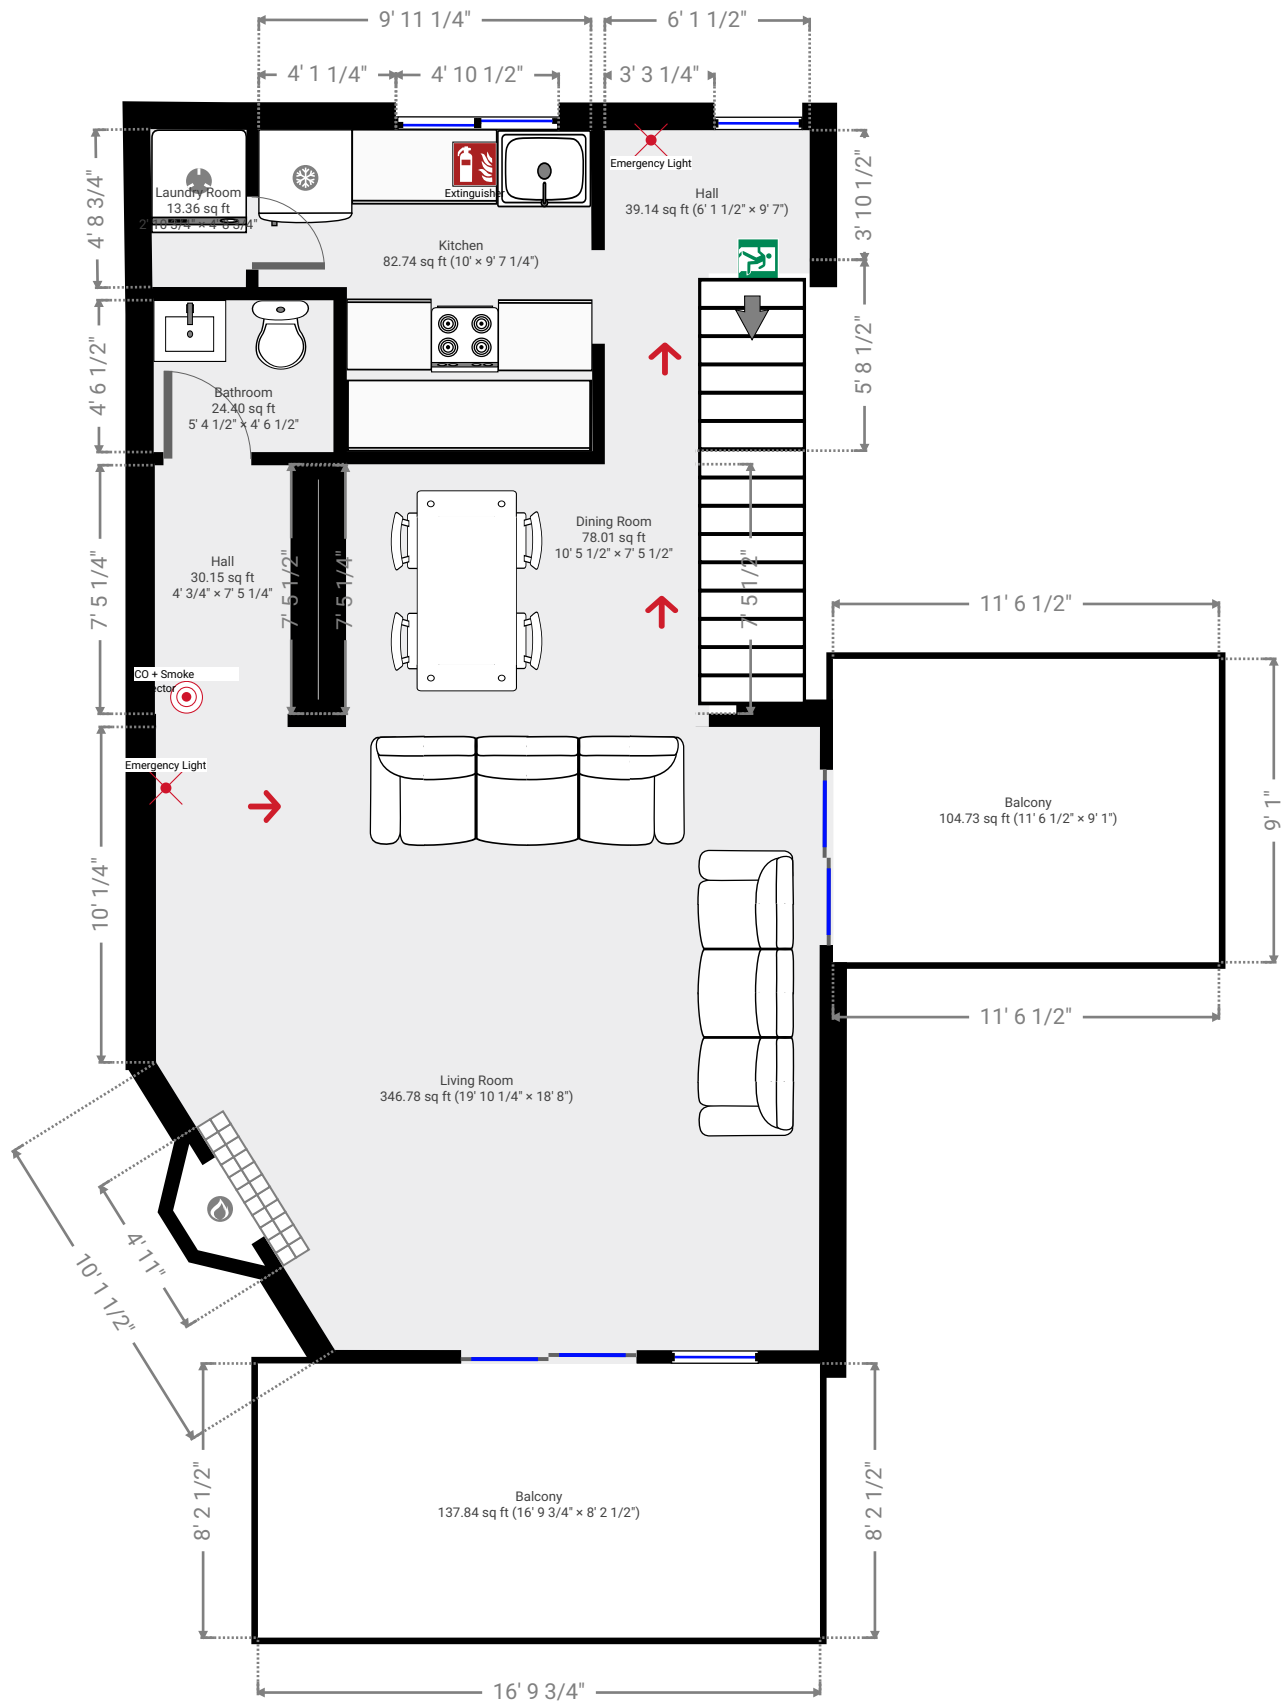 9' 11 1/4"
6' 1 1/2"
4' 1 1/4"
4' 10 1/2"
3' 3 1/4"
Emergency Light
Extinguisher
Laundry Room
13.36 sq ft
2' 10 3/4" × 4' 8 3/4"
4' 8 3/4"
Hall
39.14 sq ft (6' 1 1/2" × 9' 7")
3' 10 1/2"
Kitchen
82.74 sq ft (10' × 9' 7 1/4")
5' 8 1/2"
4' 6 1/2"
Bathroom
24.40 sq ft
5' 4 1/2" × 4' 6 1/2"
Dining Room
78.01 sq ft
10' 5 1/2" × 7' 5 1/2"
Hall
30.15 sq ft
4' 3/4" × 7' 5 1/4"
7' 5 1/4"
7' 5 1/2"
7' 5 1/4"
7' 5 1/2"
11' 6 1/2"
CO + Smoke
ector
Emergency Light
Balcony
104.73 sq ft (11' 6 1/2" × 9' 1")
9' 1"
10' 1/4"
11' 6 1/2"
Living Room
346.78 sq ft (19' 10 1/4" × 18' 8")
4' 11"
10' 1 1/2"
Balcony
137.84 sq ft (16' 9 3/4" × 8' 2 1/2")
8' 2 1/2"
8' 2 1/2"
16' 9 3/4"